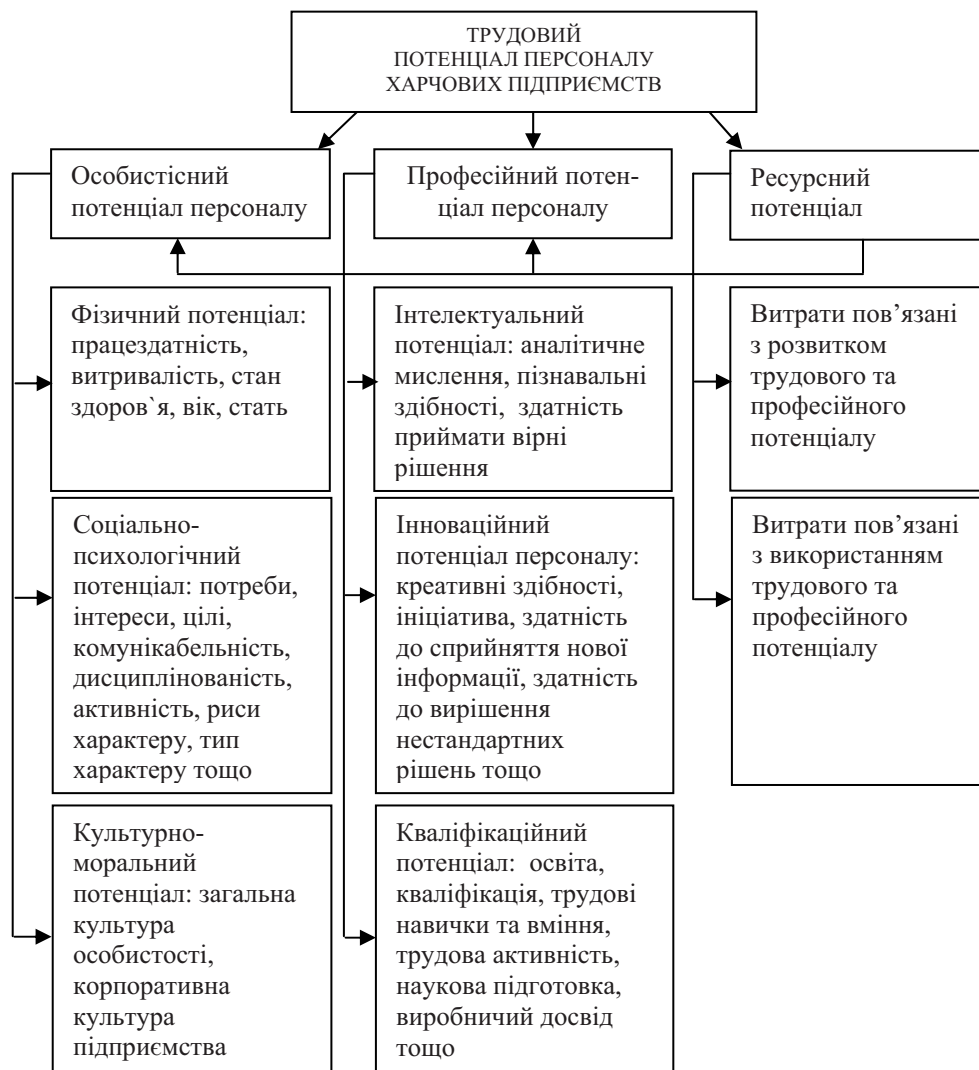 ТРУДОВИЙ
ПОТЕНЦІАЛ ПЕРСОНАЛУ
ХАРЧОВИХ ПІДПРИЄМСТВ
Особистісний
потенціал персоналу
Професійний потен-
ціал персоналу
Ресурсний
потенціал
Фізичний потенціал:
працездатність,
витривалість, стан
здоров`я, вік, стать
Інтелектуальний
потенціал: аналітичне
мислення, пізнавальні
здібності, здатність
приймати вірні
рішення
Витрати пов’язані
з розвитком
трудового та
професійного
потенціалу
Соціально-
психологічний
потенціал: потреби,
інтереси, цілі,
комунікабельність,
дисциплінованість,
активність, риси
характеру, тип
характеру тощо
Інноваційний
потенціал персоналу:
креативні здібності,
ініціатива, здатність
до сприйняття нової
інформації, здатність
до вирішення
нестандартних
рішень тощо
Витрати пов’язані
з використанням
трудового та
професійного
потенціалу
Культурно-
моральний
потенціал: загальна
культура
особистості,
корпоративна
культура
підприємства
Кваліфікаційний
потенціал: освіта,
кваліфікація, трудові
навички та вміння,
трудова активність,
наукова підготовка,
виробничий досвід
тощо